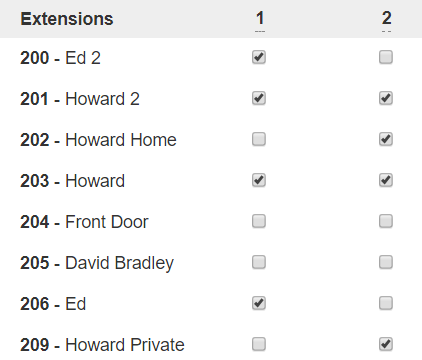 Extensions 1 2
200 - Ed 2
201 - Howard 2
202 - Howard Home
203 - Howard
204 - Front Door
205 - David Bradley
206 - Ed
209 - Howard Private